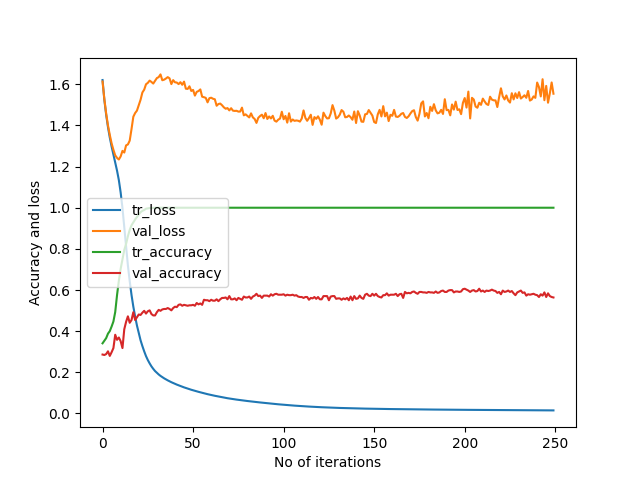 1.6
1.4
1.2
1.0
0.8
0.6
0.4
0.2
0.0
Accuracy and loss
tr_loss
val_loss
tr_accuracy
val_accuracy
0 50 100 150 200 250
No of iterations